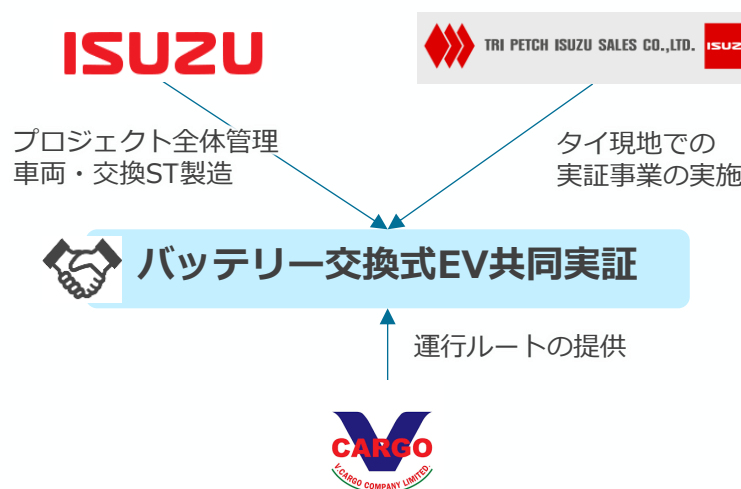 ISUZU
TRI PETCH ISUZU SALES CO.,LTD.
ISUZ
プロジェクト全体管理
車両・交換ST製造
タイ現地での
実証事業の実施
バッテリー交換式EV共同実証
運行ルートの提供
V
CARGO
V.CARGO COMPANY LIMITED.